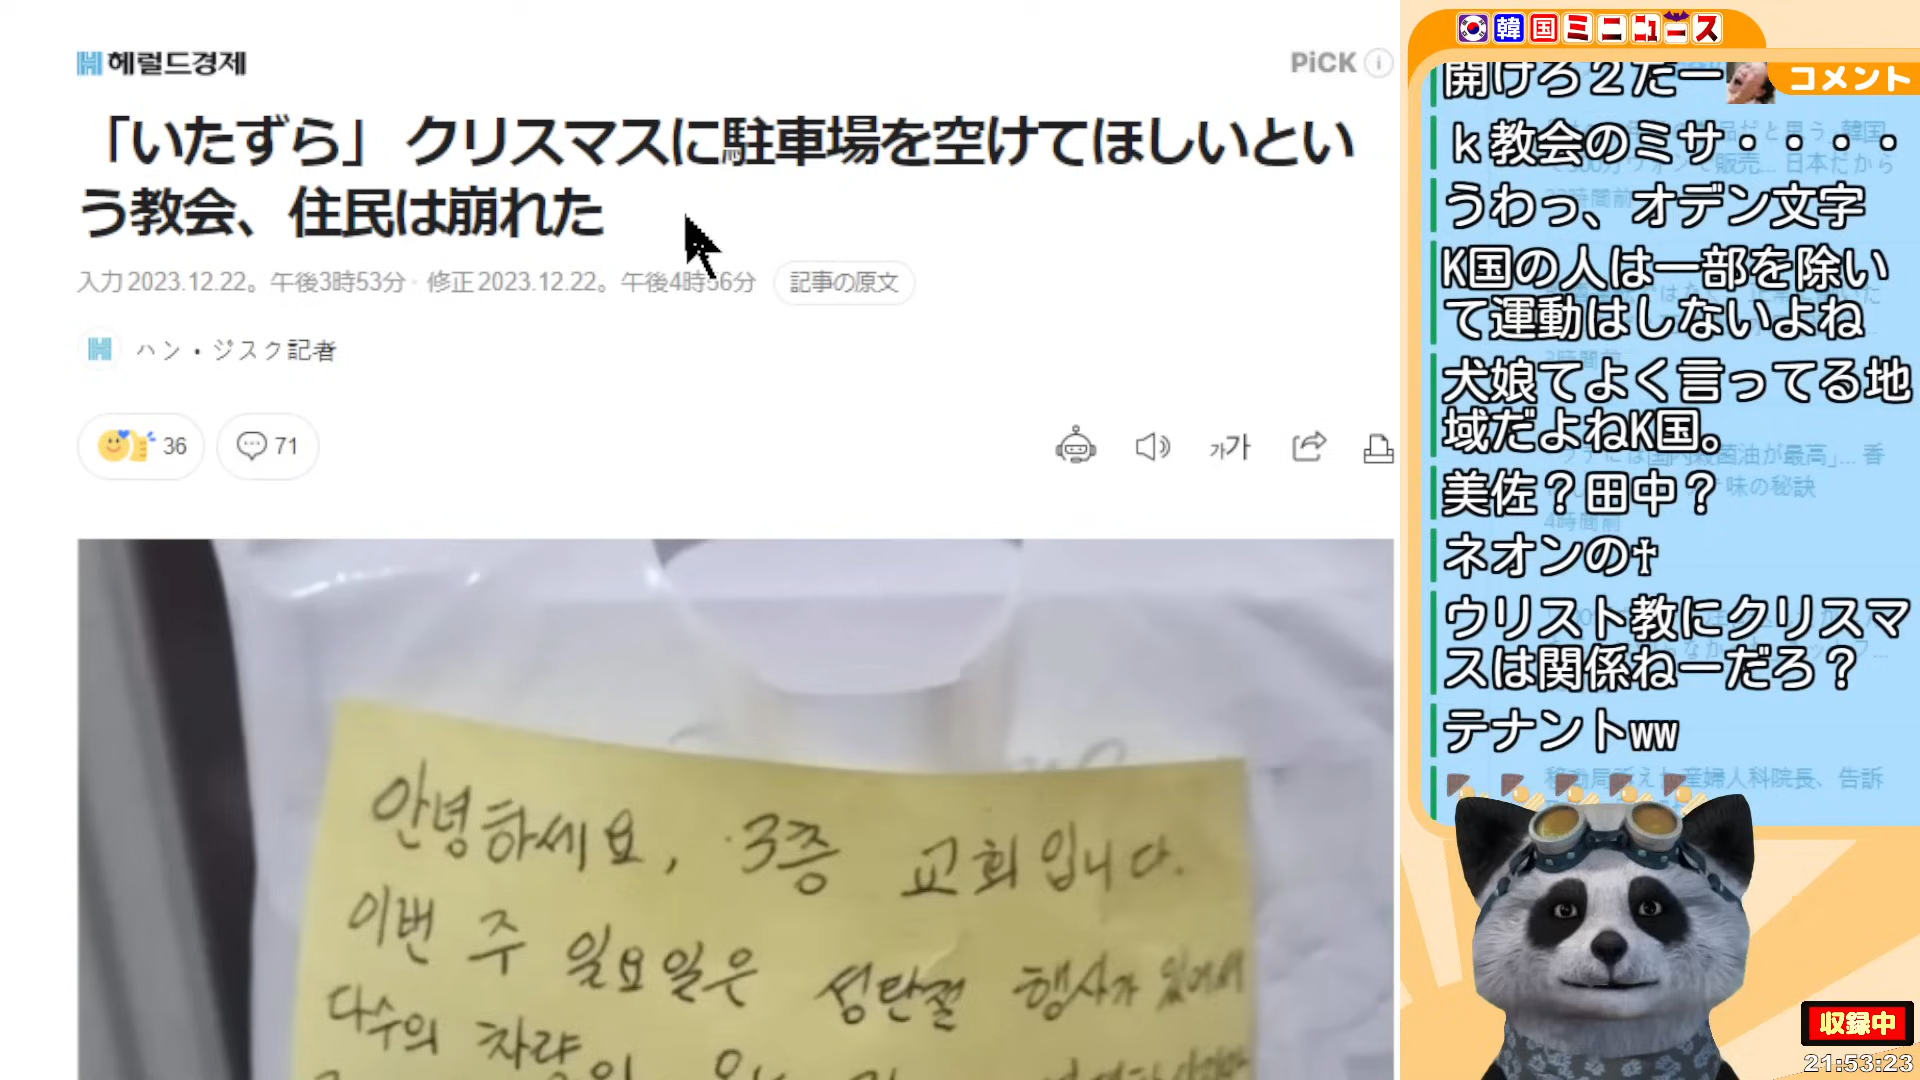 헤럴드경제
PiCK
「いたずら」 クリスマスに駐車場を空けてほしいとい
う教会、住民は崩れた
入力 2023.12.22。午後3時53分 · 修正 2023.12.22。午後4時56分
記事の原文
ハン・ジスク記者
36
71
가가
안녕하세요, 3층 교회입니다.
이번 주 일요일은 성탄절 행사가 있어서
다수의 차량
韓国ミニュース
コメント
開けろ2だー
k教会のミサ・・・・
うわっ、オデン文字
K国の人は一部を除い
て運動はしないよね
犬娘てよく言ってる地
域だよねK国。
美佐？田中？
ネオンの✝
ウリスト教にクリスマ
スは関係ねーだろ？
テナントww
産婦人科院長、告訴
収録中
21:53:23